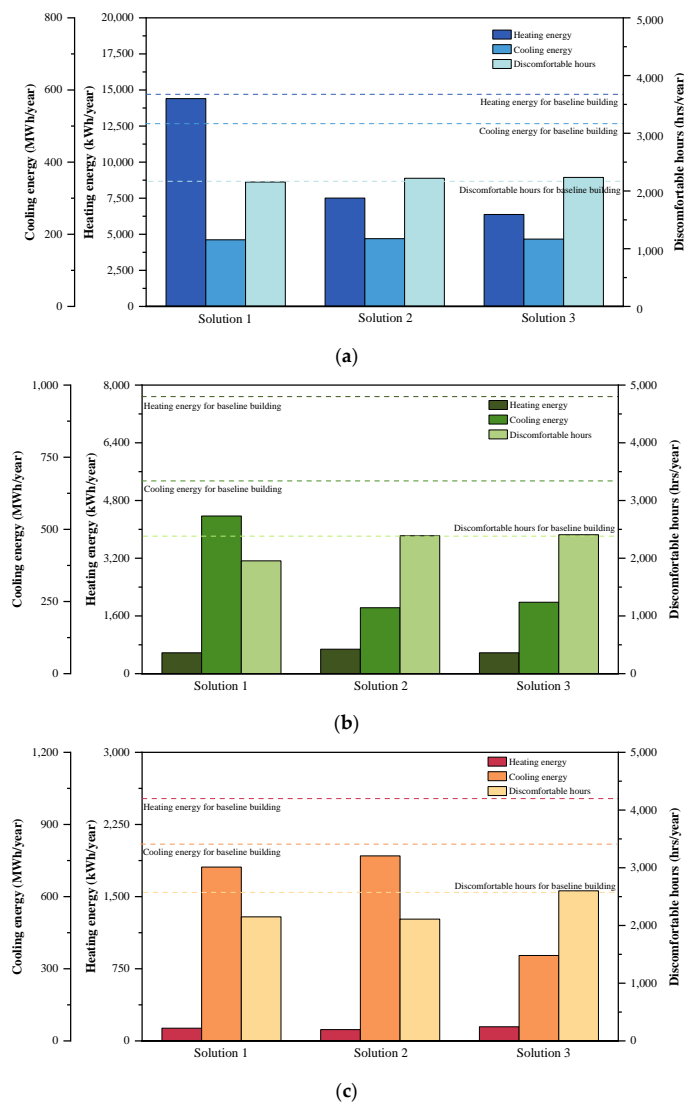 Cooling energy (MWh/year)
800
600
400
200
0
Heating energy (kWh/year)
20,000
17,500
15,000
12,500
10,000
7,500
5,000
2,500
0
Heating energy
Cooling energy
Discomfortable hours
Heating energy for baseline building
Cooling energy for baseline building
Discomfortable hours for baseline building
5,000
4,000
3,000
2,000
1,000
0
Discomfortable hours (hrs/year)
Solution 1
Solution 2
Solution 3
(a)
Cooling energy (MWh/year)
1,000
750
500
250
0
Heating energy (kWh/year)
8,000
6,400
4,800
3,200
1,600
0
Heating energy for baseline building
Heating energy
Cooling energy
Discomfortable hours
Cooling energy for baseline building
Discomfortable hours for baseline building
5,000
4,000
3,000
2,000
1,000
0
Discomfortable hours (hrs/year)
Solution 1
Solution 2
Solution 3
(b)
Cooling energy (MWh/year)
1,200
900
600
300
0
Heating energy (kWh/year)
3,000
2,250
1,500
750
0
Heating energy
Cooling energy
Discomfortable hours
Heating energy for baseline building
Cooling energy for baseline building
Discomfortable hours for baseline building
5,000
4,000
3,000
2,000
1,000
0
Discomfortable hours (hrs/year)
Solution 1
Solution 2
Solution 3
(c)